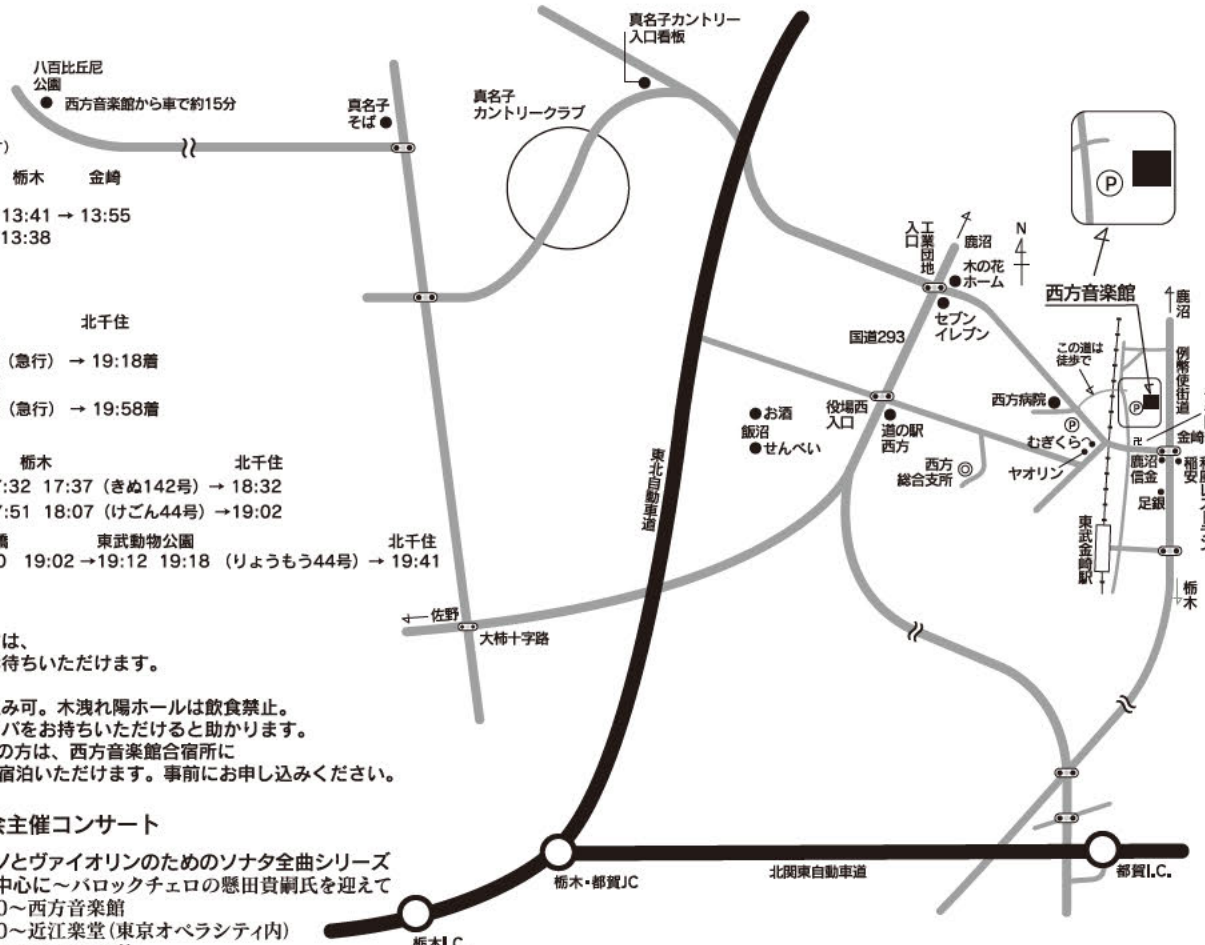 八百比丘尼
公園
西方音楽館から車で約15分
真名子
そば
真名子
カントリークラブ
真名子カントリー
入口看板
栃木 金崎
13:41 → 13:55
13:38
北千住
(急行) → 19:18着
(急行) → 19:58着
栃木 北千住
7:32 17:37 (きぬ142号) → 18:32
7:51 18:07 (けごん44号) →19:02
東武動物公園 北千住
19:02 →19:12 19:18 (りょうもう44号) → 19:41
は、
待ちいただけます。
み可。木洩れ陽ホールは飲食禁止。
パをお持ちいただけると助かります。
の方は、西方音楽館合宿所に
宿泊いただけます。事前にお申し込みください。
主催コンサート
ノとヴァイオリンのためのソナタ全曲シリーズ
中心に～バロックチェロの懸田貴嗣氏を迎えて
0～西方音楽館
0～近江楽堂(東京オペラシティ内)
P
工業団地
入口
鹿沼
N
木の花
ホーム
セブン
イレブン
国道293
西方音楽館
鹿沼
この道は
徒歩で
例幣使街道
P
西方病院
P
むぎくら
ヤオリン
卍
金崎
鹿沼
信金
稲安
足銀
お酒
飯沼
せんべい
役場西
入口
道の駅
西方
西方
総合支所
東武金崎駅
栃木
東北自動車道
佐野
大柿十字路
栃木・都賀JC
北関東自動車道
都賀I.C.
栃木I.C.